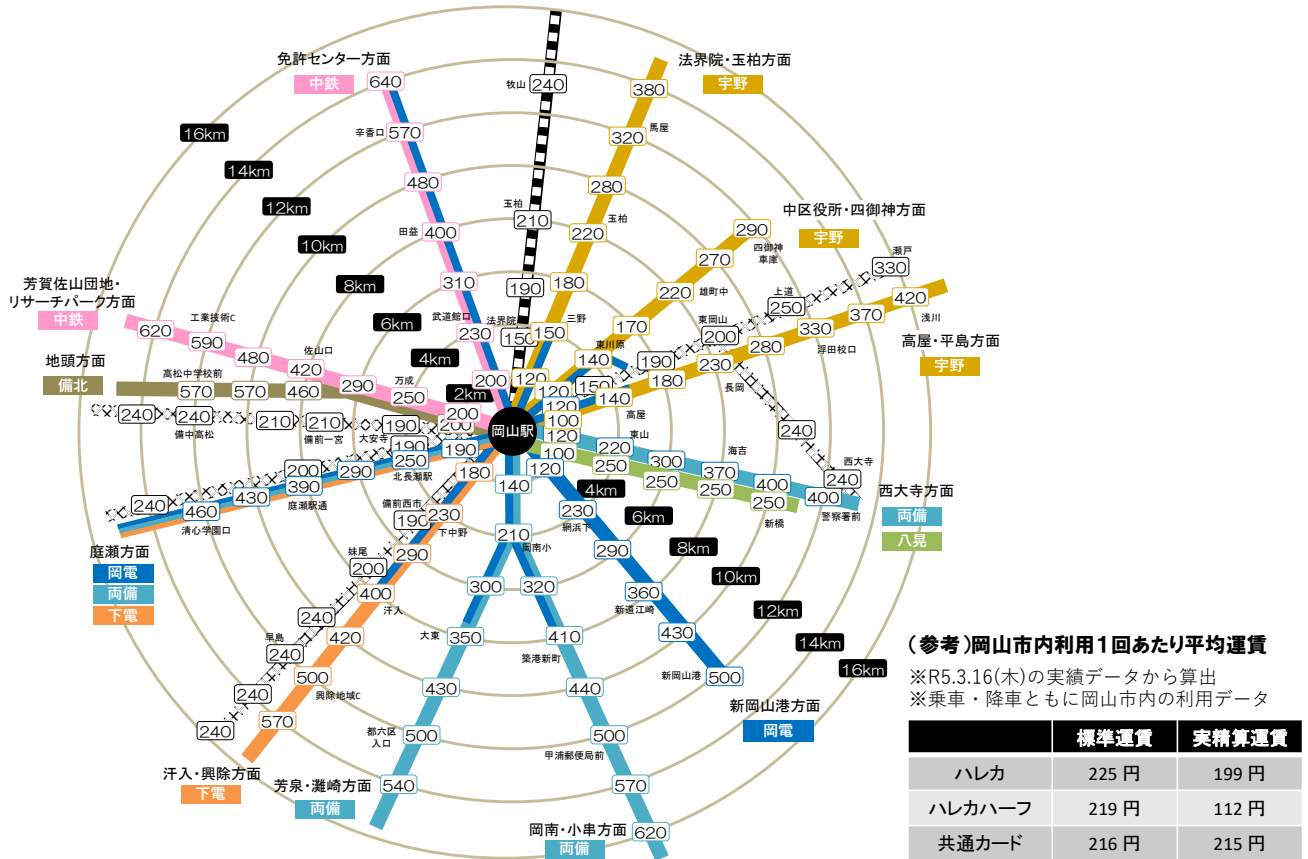 免許センター方面
中鉄
640
570
辛香口
480
400
田益
310
武道館口
230
200
牧山
240
玉柏
210
190
法界院
150
法界院・玉柏方面
宇野
380
馬屋
320
280
玉柏
220
180
三野
150
120
中区役所・四御神方面
宇野
290
四御神
車庫
270
雄町中
220
170
東川原
140
120
瀬戸
330
上道
250
東岡山
200
190
150
420
浅川
370
330
浮田校口
280
230
長岡
180
高屋
140
120
100
高屋・平島方面
宇野
240
西大寺
240
16km
14km
12km
10km
8km
6km
4km
2km
芳賀佐山団地・
リサーチパーク方面
中鉄
620
工業技術C
590
480
佐山口
420
290
万成
250
200
地頭方面
備北
高松中学校前
570
570
460
200
240
240
備中高松
210
210
備前一宮
190
大安寺
岡山駅
190
200
240
190
250
北長瀬駅
290
390
庭瀬駅通
430
460
清心学園口
庭瀬方面
岡電
両備
下電
180
230
下中野
290
400
汗入
420
500
興除地域C
570
備前西市
190
妹尾
200
240
早島
240
240
240
汗入・興除方面
下電
140
210
岡南小
300
大東
350
430
都六区
入口
500
540
芳泉・灘崎方面
両備
320
410
築港新町
440
500
甲浦郵便局前
570
620
岡南・小串方面
両備
120
230
網浜下
290
360
新道江崎
430
新岡山港
500
新岡山港方面
岡電
120
東山
220
300
海吉
370
400
400
警察署前
100
250
250
250
250
新橋
西大寺方面
両備
八晃
4km
6km
8km
10km
12km
14km
16km
(参考)岡山市内利用1回あたり平均運賃
※R5.3.16(木)の実績データから算出
※乗車・降車ともに岡山市内の利用データ
標準運賃 実精算運賃
ハレカ 225 円 199 円
ハレカハーフ 219 円 112 円
共通カード 216 円 215 円